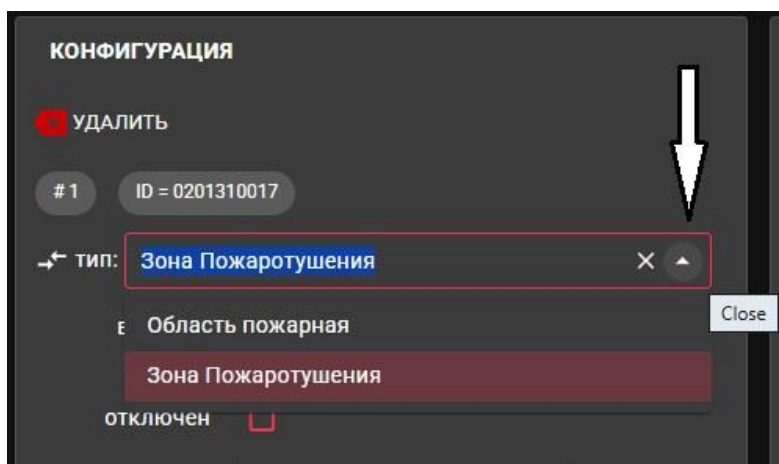 КОНФИГУРАЦИЯ
УДАЛИТЬ
#1 ID = 0201310017
тип: Зона Пожаротушения
Close
Область пожарная
Зона Пожаротушения
отключен